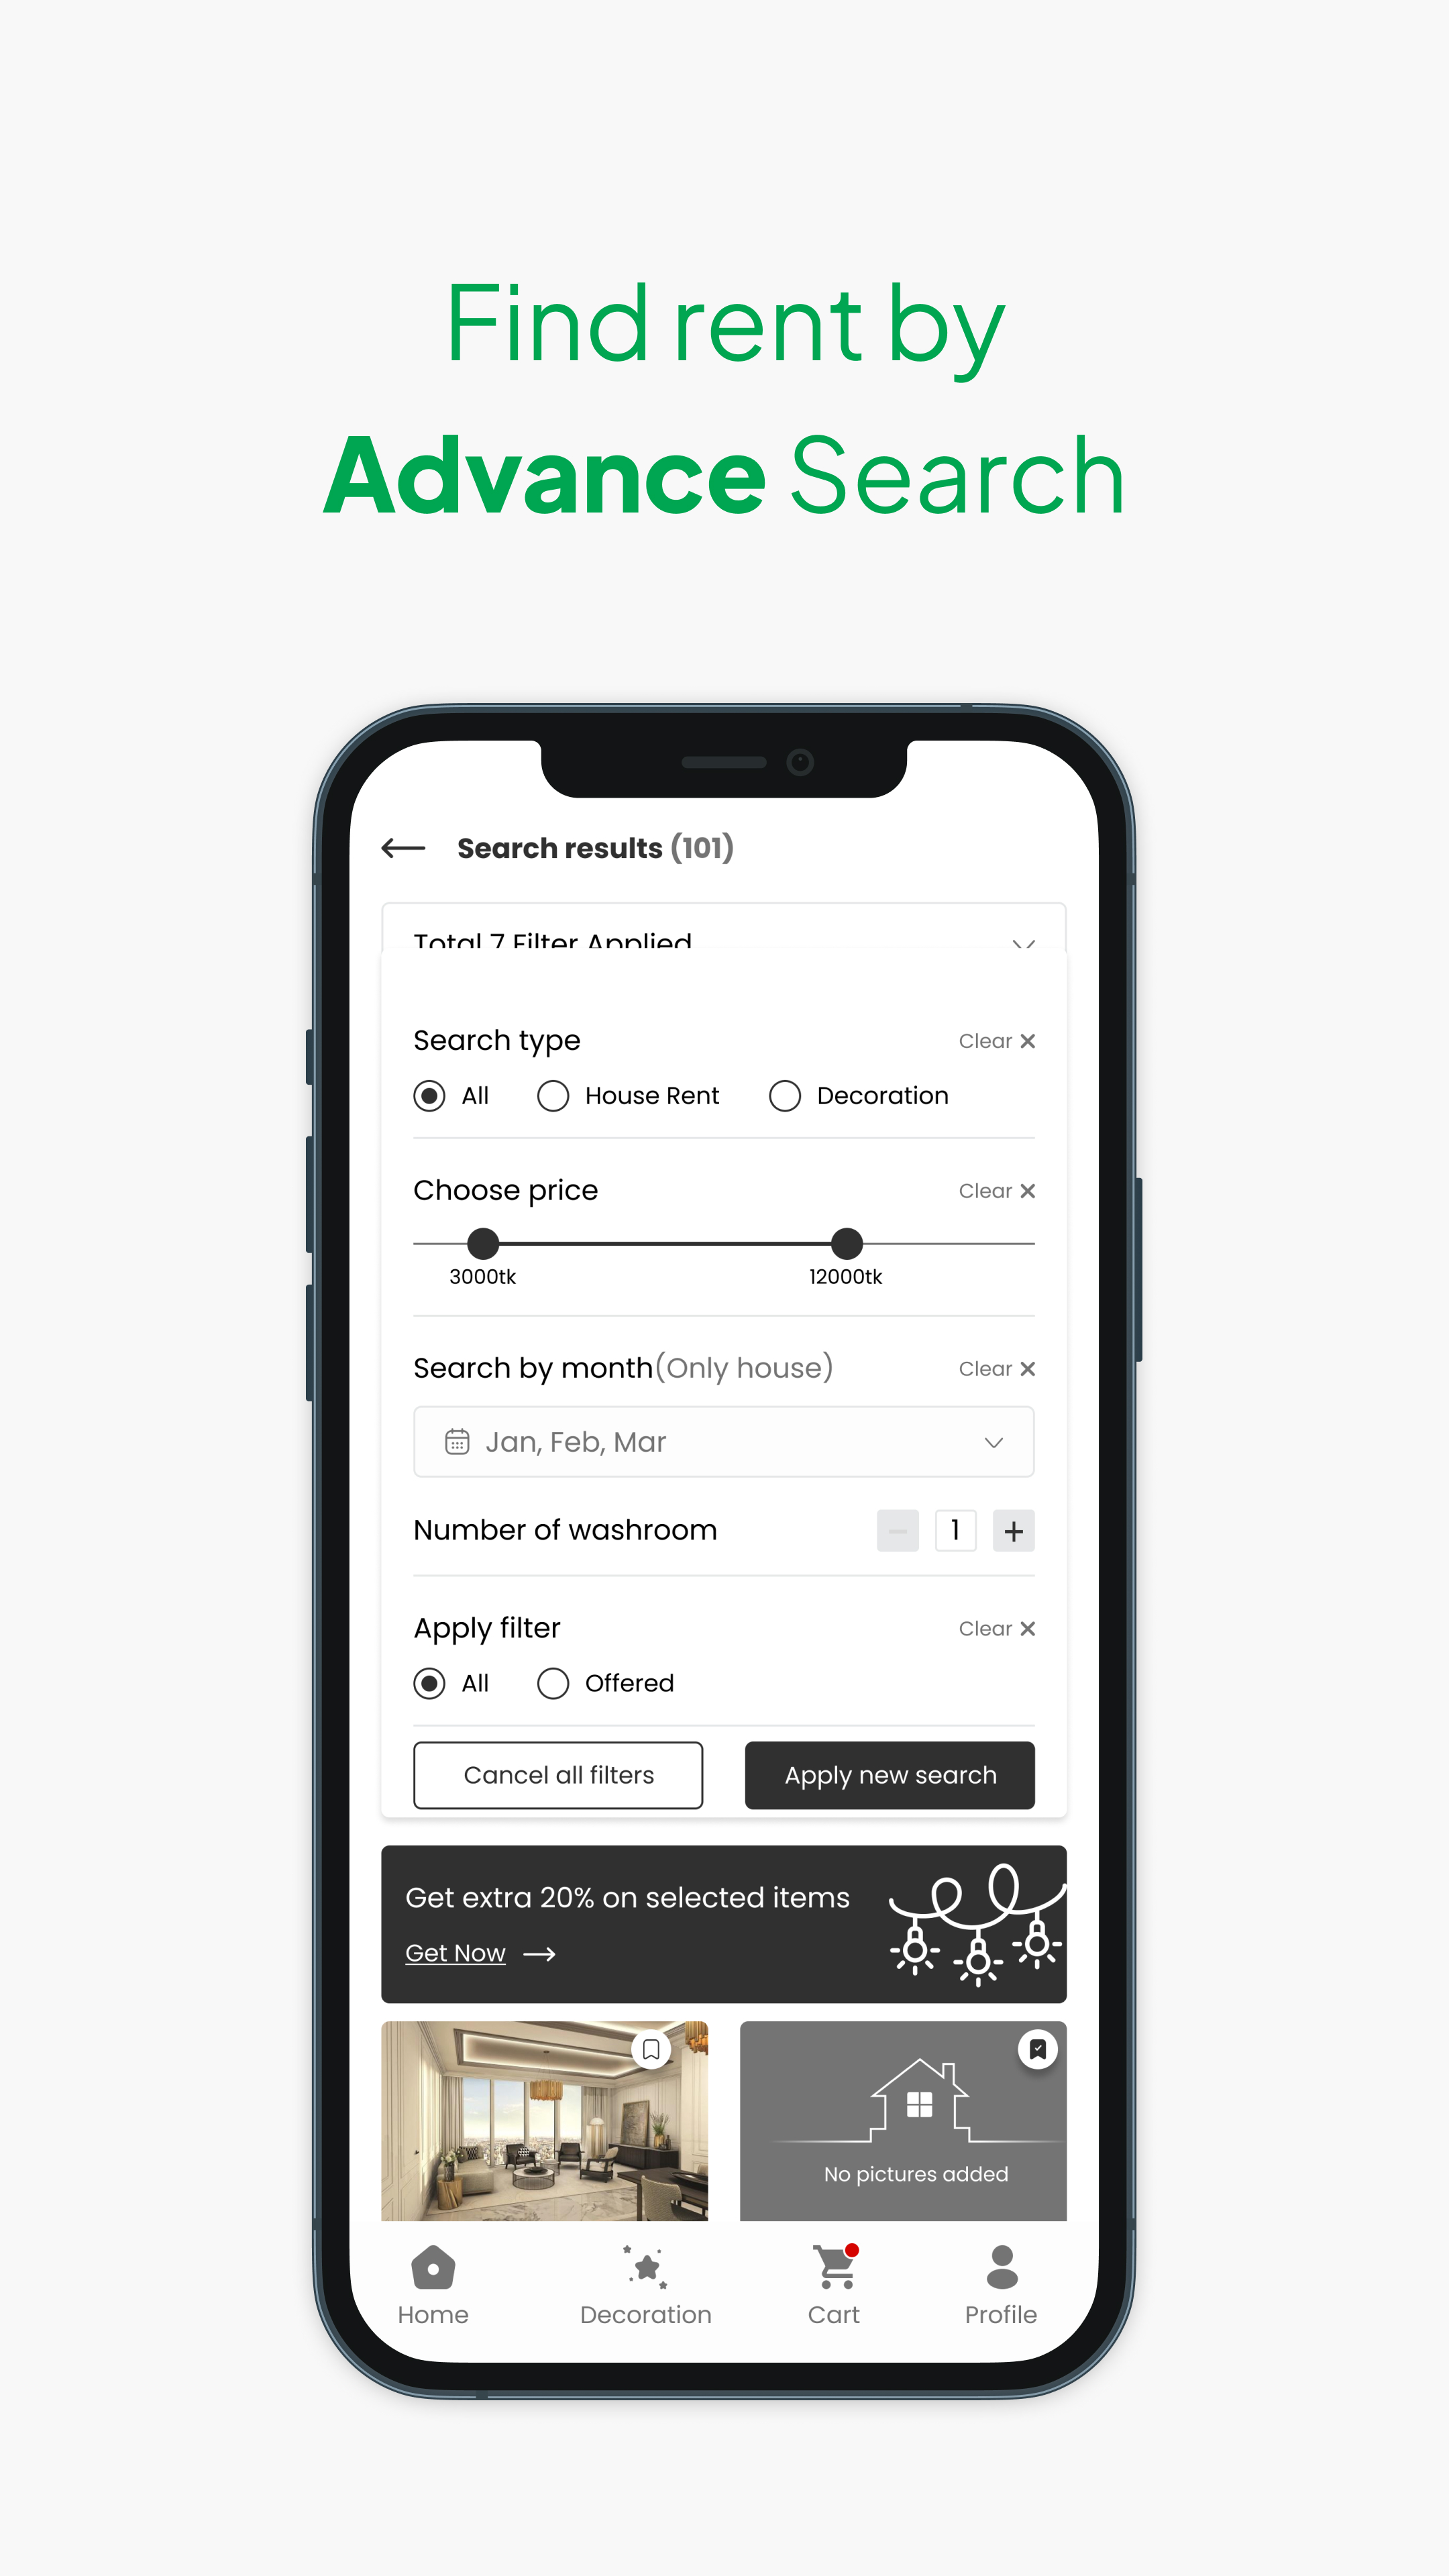 Find rent by
Advance Search
Search results (101)
Total 7 Filter Applied
Search type
Clear
All
House Rent
Decoration
Choose price
Clear
3000tk
12000tk
Search by month(Only house)
Clear
Jan, Feb, Mar
Number of washroom
1
Apply filter
Clear
All
Offered
Cancel all filters
Apply new search
Get extra 20% on selected items
Get Now
No pictures added
Home
Decoration
Cart
Profile